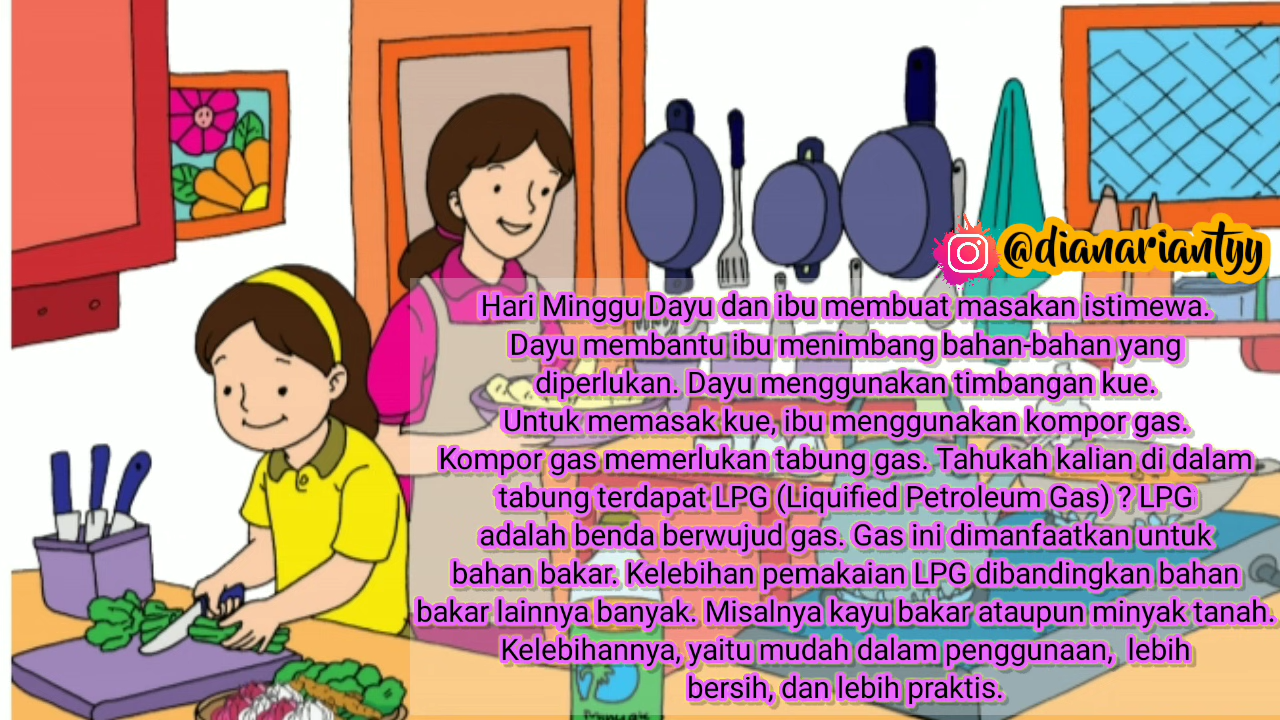 @dianariantyy
Hari Minggu Dayu dan ibu membuat masakan istimewa.
Dayu membantu ibu menimbang bahan-bahan yang
diperlukan. Dayu menggunakan timbangan kue.
Untuk memasak kue, ibu menggunakan kompor gas.
Kompor gas memerlukan tabung gas. Tahukah kalian di dalam
tabung terdapat LPG (Liquified Petroleum Gas) ? LPG
adalah benda berwujud gas. Gas ini dimanfaatkan untuk
bahan bakar. Kelebihan pemakaian LPG dibandingkan bahan
bakar lainnya banyak. Misalnya kayu bakar ataupun minyak tanah.
Kelebihannya, yaitu mudah dalam penggunaan,  lebih
bersih, dan lebih praktis.